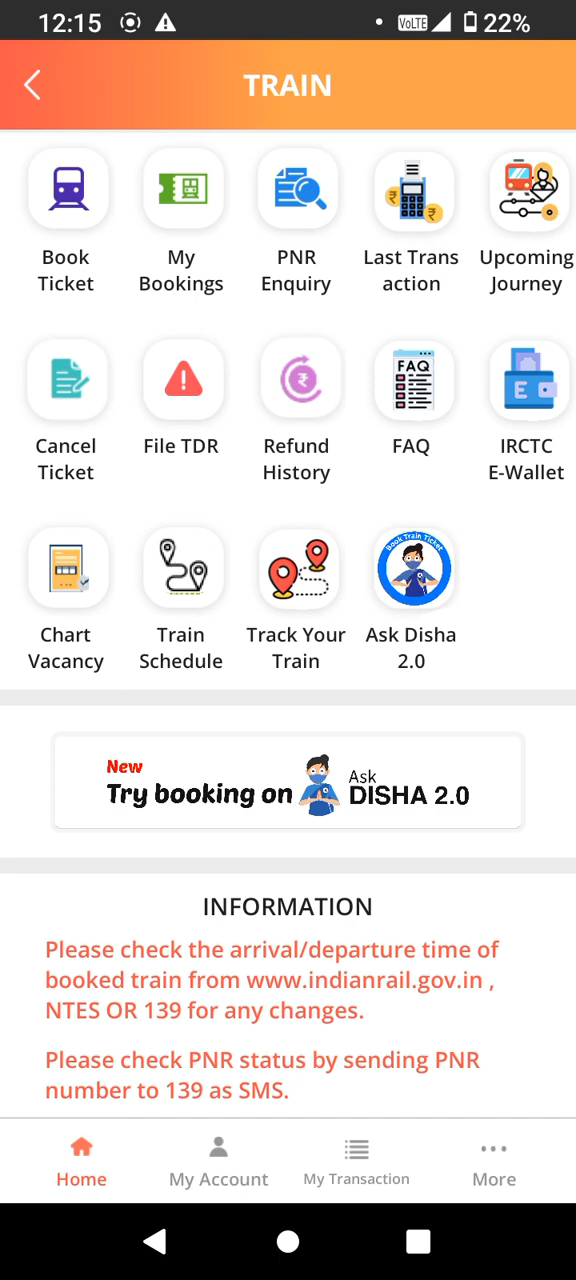 12:15
VoLTE
22%
TRAIN
Book
Ticket
My
Bookings
PNR
Enquiry
Last Trans
action
Upcoming
Journey
Cancel
Ticket
File TDR
Refund
History
FAQ
FAQ
E
IRCTC
E-Wallet
Chart
Vacancy
Train
Schedule
Track Your
Train
Book Train Ticket
Ask Disha
2.0
New
Try booking on
Ask
DISHA 2.0
INFORMATION
Please check the arrival/departure time of
booked train from www.indianrail.gov.in ,
NTES OR 139 for any changes.
Please check PNR status by sending PNR
number to 139 as SMS.
Home
My Account
My Transaction
More